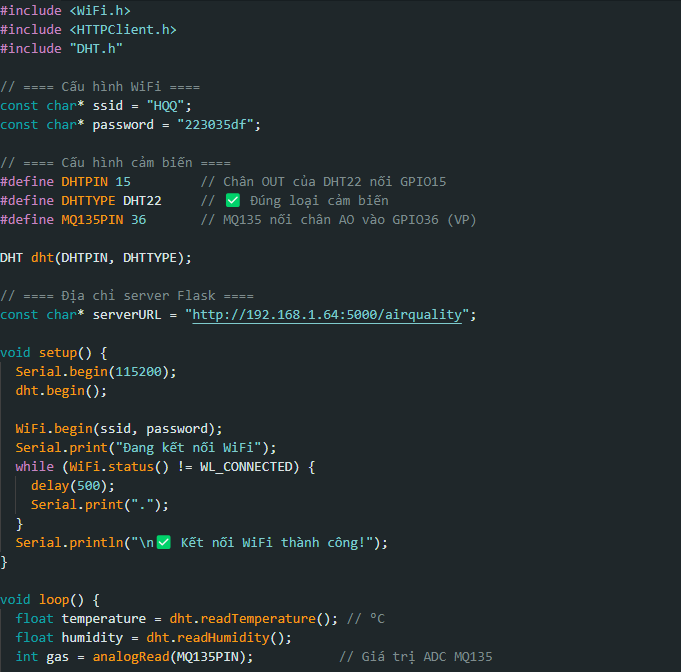 #include <WiFi.h>
#include <HTTPClient.h>
#include "DHT.h"
// ==== Cấu hình WiFi ====
const char* ssid = "HQQ";
const char* password = "223035df";
// ==== Cấu hình cảm biến ====
#define DHTPIN 15         // Chân OUT của DHT22 nối GPIO15
#define DHTTYPE DHT22     // ✅ Đúng loại cảm biến
#define MQ135PIN 36       // MQ135 nối chân AO vào GPIO36 (VP)
DHT dht(DHTPIN, DHTTYPE);
// ==== Địa chỉ server Flask ====
const char* serverURL = "http://192.168.1.64:5000/airquality";
void setup() {
  Serial.begin(115200);
  dht.begin();
  WiFi.begin(ssid, password);
  Serial.print("Đang kết nối WiFi");
  while (WiFi.status() != WL_CONNECTED) {
    delay(500);
    Serial.print(".");
  }
  Serial.println("\n✅ Kết nối WiFi thành công!");
}
void loop() {
  float temperature = dht.readTemperature(); // °C
  float humidity = dht.readHumidity();
  int gas = analogRead(MQ135PIN);           // Giá trị ADC MQ135